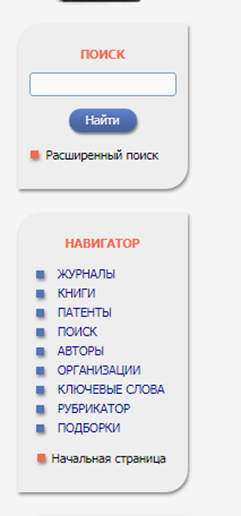 ПОИСК
Найти
Расширенный поиск
НАВИГАТОР
ЖУРНАЛЫ
КНИГИ
ПАТЕНТЫ
ПОИСК
АВТОРЫ
ОРГАНИЗАЦИИ
КЛЮЧЕВЫЕ СЛОВА
РУБРИКАТОР
ПОДБОРКИ
Начальная страница